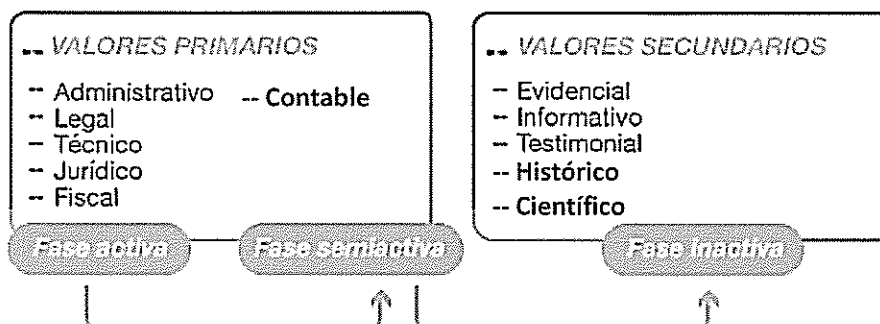 -- VALORES PRIMARIOS
-- Administrativo
-- Legal
-- Técnico
-- Jurídico
-- Fiscal
-- Contable
Fase activa
Fase semiactiva
-- VALORES SECUNDARIOS
-- Evidencial
-- Informativo
-- Testimonial
-- Histórico
-- Científico
Fase inactiva